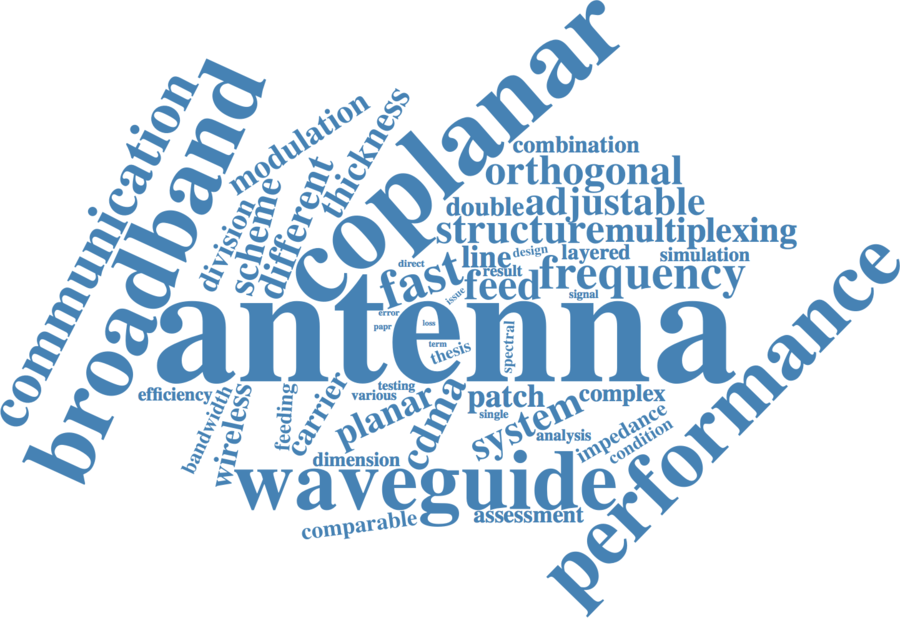 communication
broadband
coplanar
modulation
thickness
different
scheme
division
combination
orthogonal
double
adjustable
structure
multiplexing
line
design
layered
simulation
direct
fast
result
feed
frequency
issue
signal
antenna
error
papr
loss
term
thesis
spectral
performance
efficiency
bandwidth
wireless
feeding
carrier
various
testing
planar
cdma
patch
single
complex
system
analysis
impedance
condition
dimension
waveguide
comparable
assessment